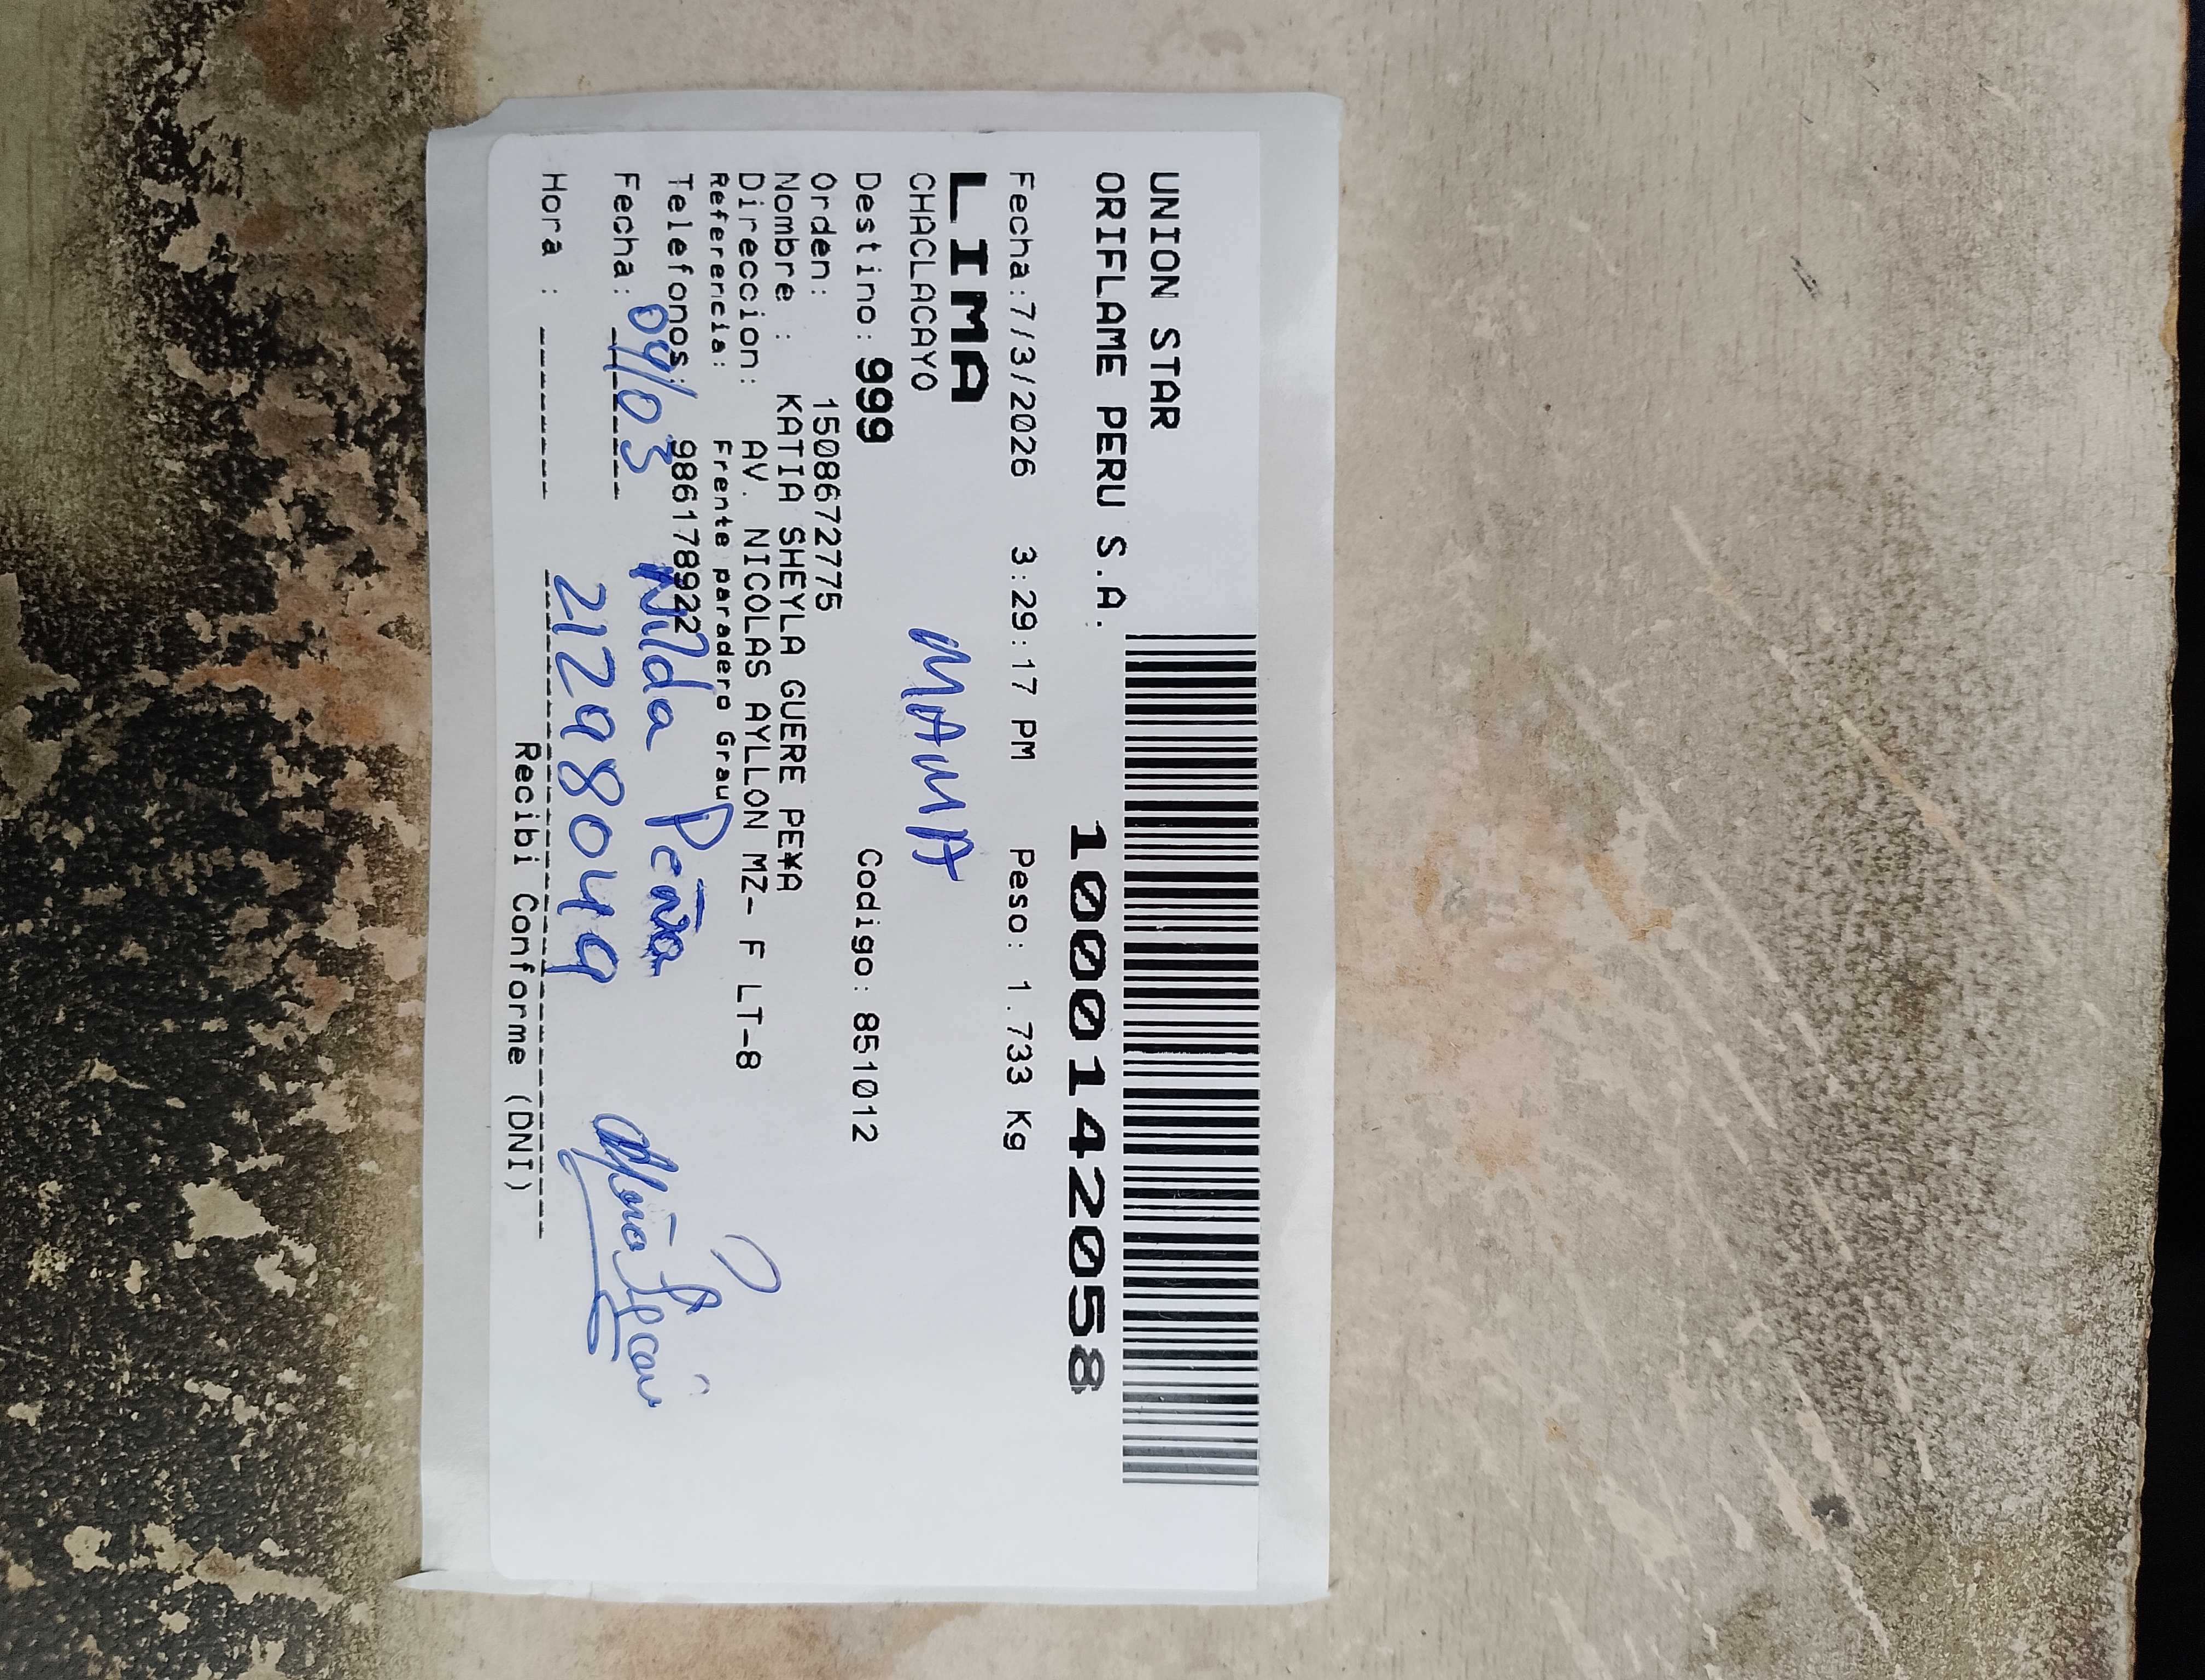 UNION STAR
ORIFLAME PERU S.A.
1000142058
Fecha:7/3/2026 3:29:17 PM Peso: 1.733 Kg
LIMA
CHACLACAYO MAMA
Destino: 999 Codigo: 851012
Orden: 1508672775
Nombre : KATIA SHEYLA GUERE PE¥A
Direccion: AV. NICOLAS AYLLON MZ- F LT-8
Referencia: Frente paradero Grau
Telefonos: 986178922
Fecha: 09/03 Nilda Peña
Hora : 21298049
Recibi Conforme (DNI)